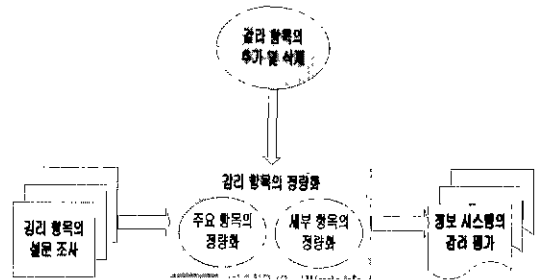 감리 항목의
추가 및 삭제
감리 항목의 정량화
감리 항목의
설문 조사
주요 항목의
정량화
세부 항목의
정량화
정보 시스템의
감리 평가